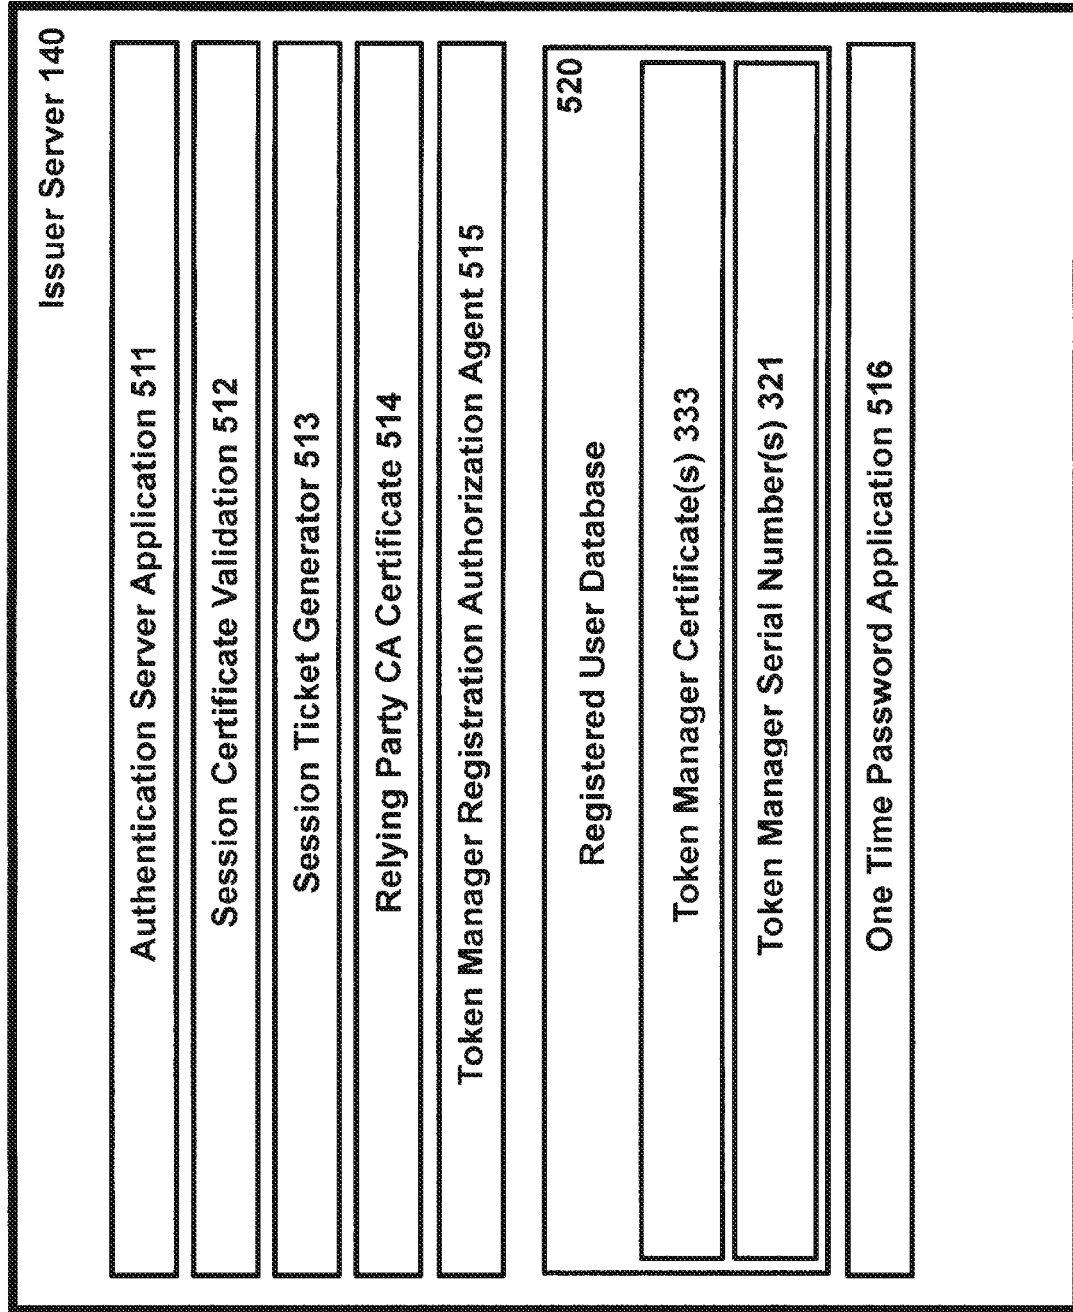 Issuer Server 140
Authentication Server Application 511
Session Certificate Validation 512
Session Ticket Generator 513
Relying Party CA Certificate 514
Token Manager Registration Authorization Agent 515
520
Registered User Database
Token Manager Certificate(s) 333
Token Manager Serial Number(s) 321
One Time Password Application 516